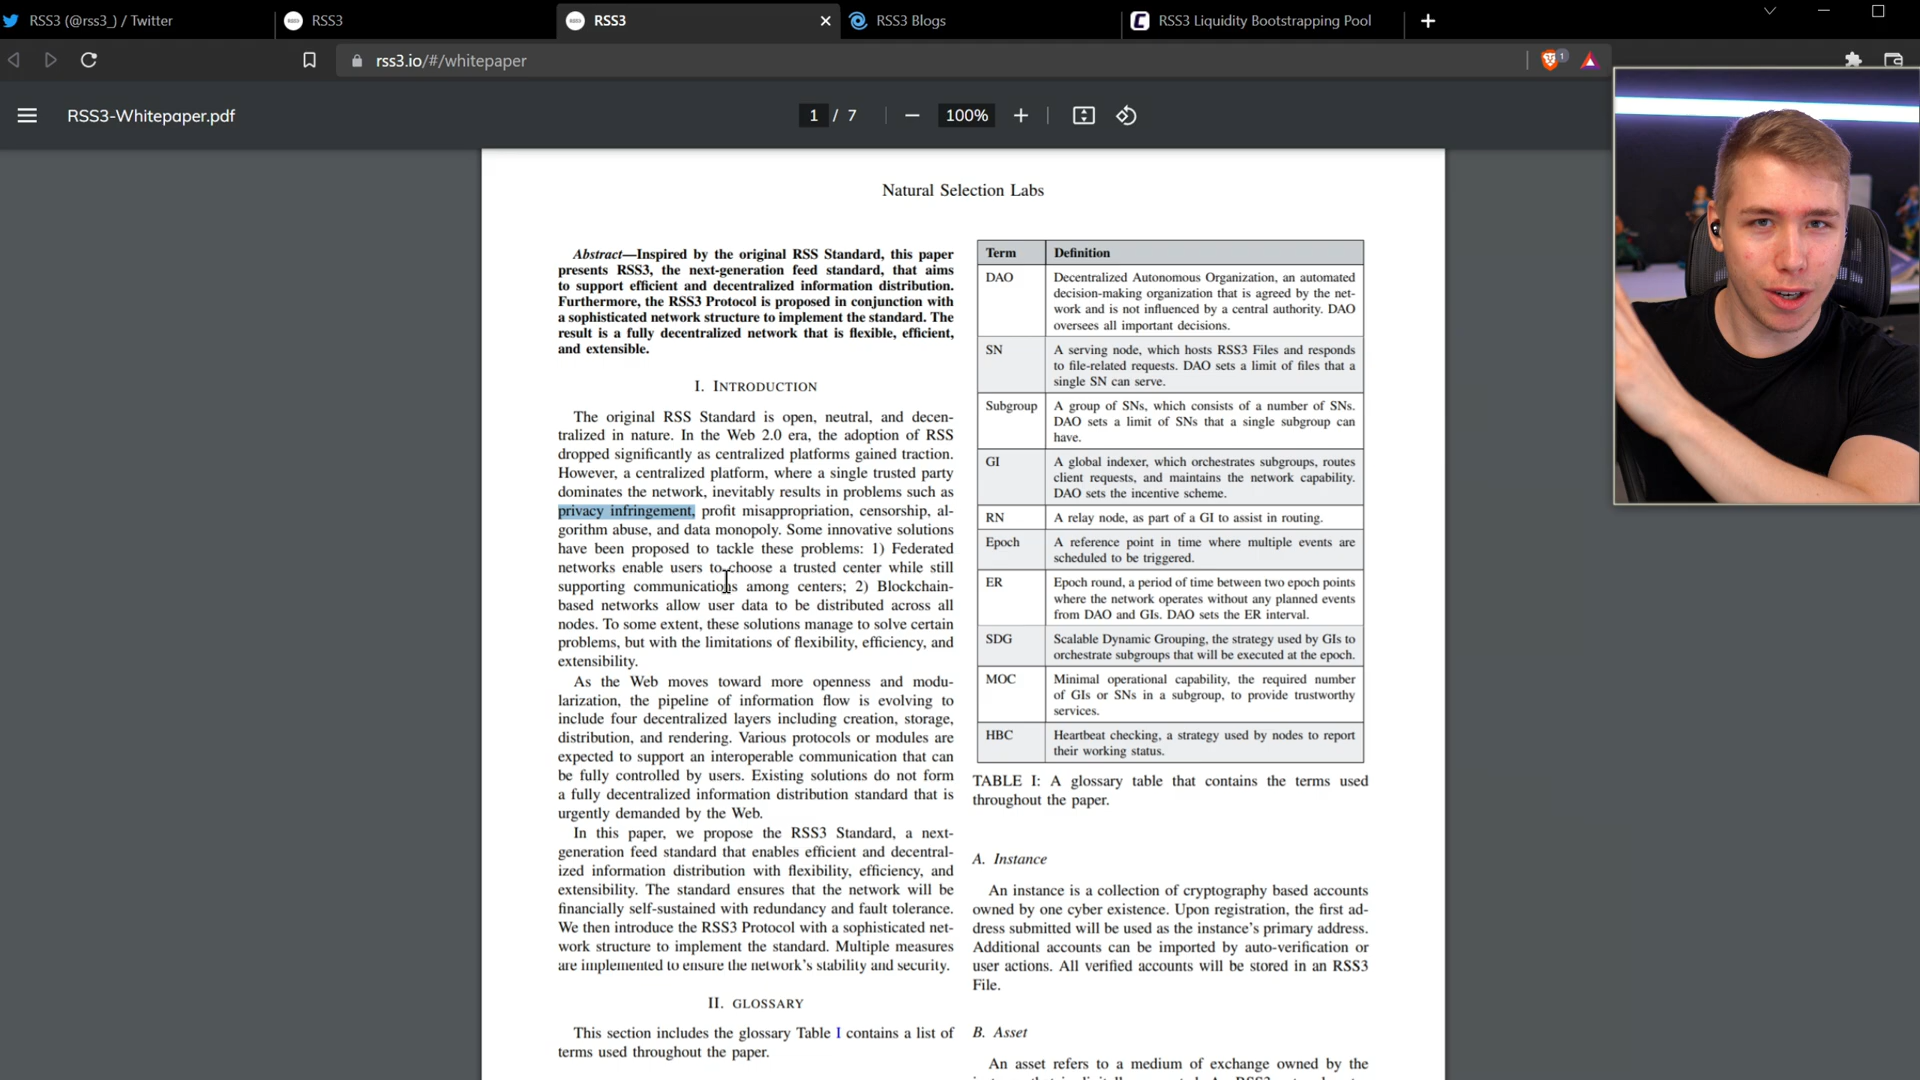 RSS3 (@rss3_) / Twitter
RSS3
RSS3
RSS3 Blogs
RSS3 Liquidity Bootstrapping Pool
rss3.io/#/whitepaper
1
RSS3-Whitepaper.pdf
1 / 7
100%
Natural Selection Labs
Abstract—Inspired by the original RSS Standard, this paper
presents RSS3, the next-generation feed standard, that aims
to support efficient and decentralized information distribution.
Furthermore, the RSS3 Protocol is proposed in conjunction with
a sophisticated network structure to implement the standard. The
result is a fully decentralized network that is flexible, efficient,
and extensible.
I. Introduction
The original RSS Standard is open, neutral, and decen-
tralized in nature. In the Web 2.0 era, the adoption of RSS
dropped significantly as centralized platforms gained traction.
However, a centralized platform, where a single trusted party
dominates the network, inevitably results in problems such as
privacy infringement, profit misappropriation, censorship, al-
gorithm abuse, and data monopoly. Some innovative solutions
have been proposed to tackle these problems: 1) Federated
networks enable users to choose a trusted center while still
supporting communications among centers; 2) Blockchain-
based networks allow user data to be distributed across all
nodes. To some extent, these solutions manage to solve certain
problems, but with the limitations of flexibility, efficiency, and
extensibility.
As the Web moves toward more openness and modu-
larization, the pipeline of information flow is evolving to
include four decentralized layers including creation, storage,
distribution, and rendering. Various protocols or modules are
expected to support an interoperable communication that can
be fully controlled by users. Existing solutions do not form
a fully decentralized information distribution standard that is
urgently demanded by the Web.
In this paper, we propose the RSS3 Standard, a next-
generation feed standard that enables efficient and decentral-
ized information distribution with flexibility, efficiency, and
extensibility. The standard ensures that the network will be
financially self-sustained with redundancy and fault tolerance.
We then introduce the RSS3 Protocol with a sophisticated net-
work structure to implement the standard. Multiple measures
are implemented to ensure the network's stability and security.
II. Glossary
This section includes the glossary Table I contains a list of
terms used throughout the paper.
Term Definition
DAO Decentralized Autonomous Organization, an automated
decision-making organization that is agreed by the net-
work and is not influenced by a central authority. DAO
oversees all important decisions.
SN A serving node, which hosts RSS3 Files and responds
to file-related requests. DAO sets a limit of files that a
single SN can serve.
Subgroup A group of SNs, which consists of a number of SNs.
DAO sets a limit of SNs that a single subgroup can
have.
GI A global indexer, which orchestrates subgroups, routes
client requests, and maintains the network capability.
DAO sets the incentive scheme.
RN A relay node, as part of a GI to assist in routing.
Epoch A reference point in time where multiple events are
scheduled to be triggered.
ER Epoch round, a period of time between two epoch points
where the network operates without any planned events
from DAO and GIs. DAO sets the ER interval.
SDG Scalable Dynamic Grouping, the strategy used by GIs to
orchestrate subgroups that will be executed at the epoch.
MOC Minimal operational capability, the required number
of GIs or SNs in a subgroup, to provide trustworthy
services.
HBC Heartbeat checking, a strategy used by nodes to report
their working status.
TABLE I: A glossary table that contains the terms used
throughout the paper.
A. Instance
An instance is a collection of cryptography based accounts
owned by one cyber existence. Upon registration, the first ad-
dress submitted will be used as the instance's primary address.
Additional accounts can be imported by auto-verification or
user actions. All verified accounts will be stored in an RSS3
File.
B. Asset
An asset refers to a medium of exchange owned by the